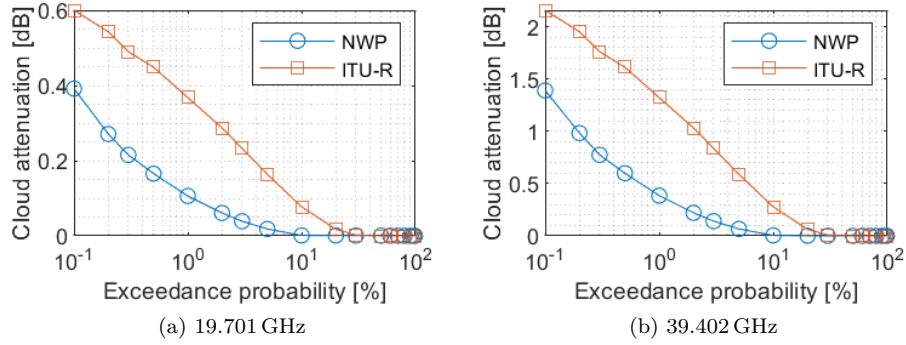 Cloud attenuation [dB]
0.6
0.4
0.2
0
NWP
ITU-R
10^-1
10^0
10^1
10^2
Exceedance probability [%]
(a) 19.701 GHz
Cloud attenuation [dB]
2
1.5
1
0.5
0
NWP
ITU-R
10^-1
10^0
10^1
10^2
Exceedance probability [%]
(b) 39.402 GHz